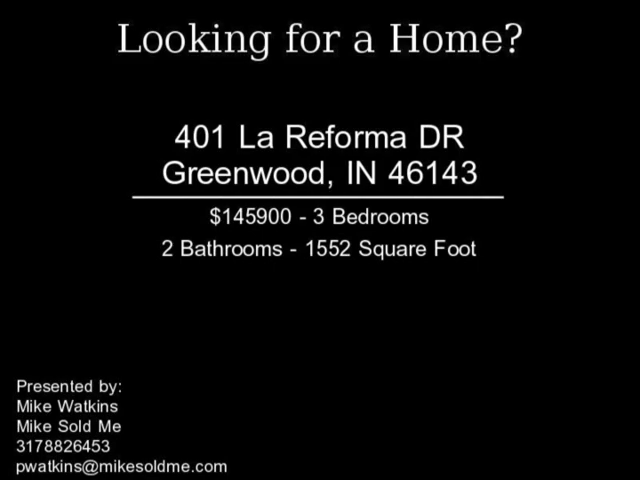 Looking for a Home?
401 La Reforma DR
Greenwood, IN 46143
$145900 - 3 Bedrooms
2 Bathrooms - 1552 Square Foot
Presented by:
Mike Watkins
Mike Sold Me
3178826453
pwatkins@mikesoldme.com